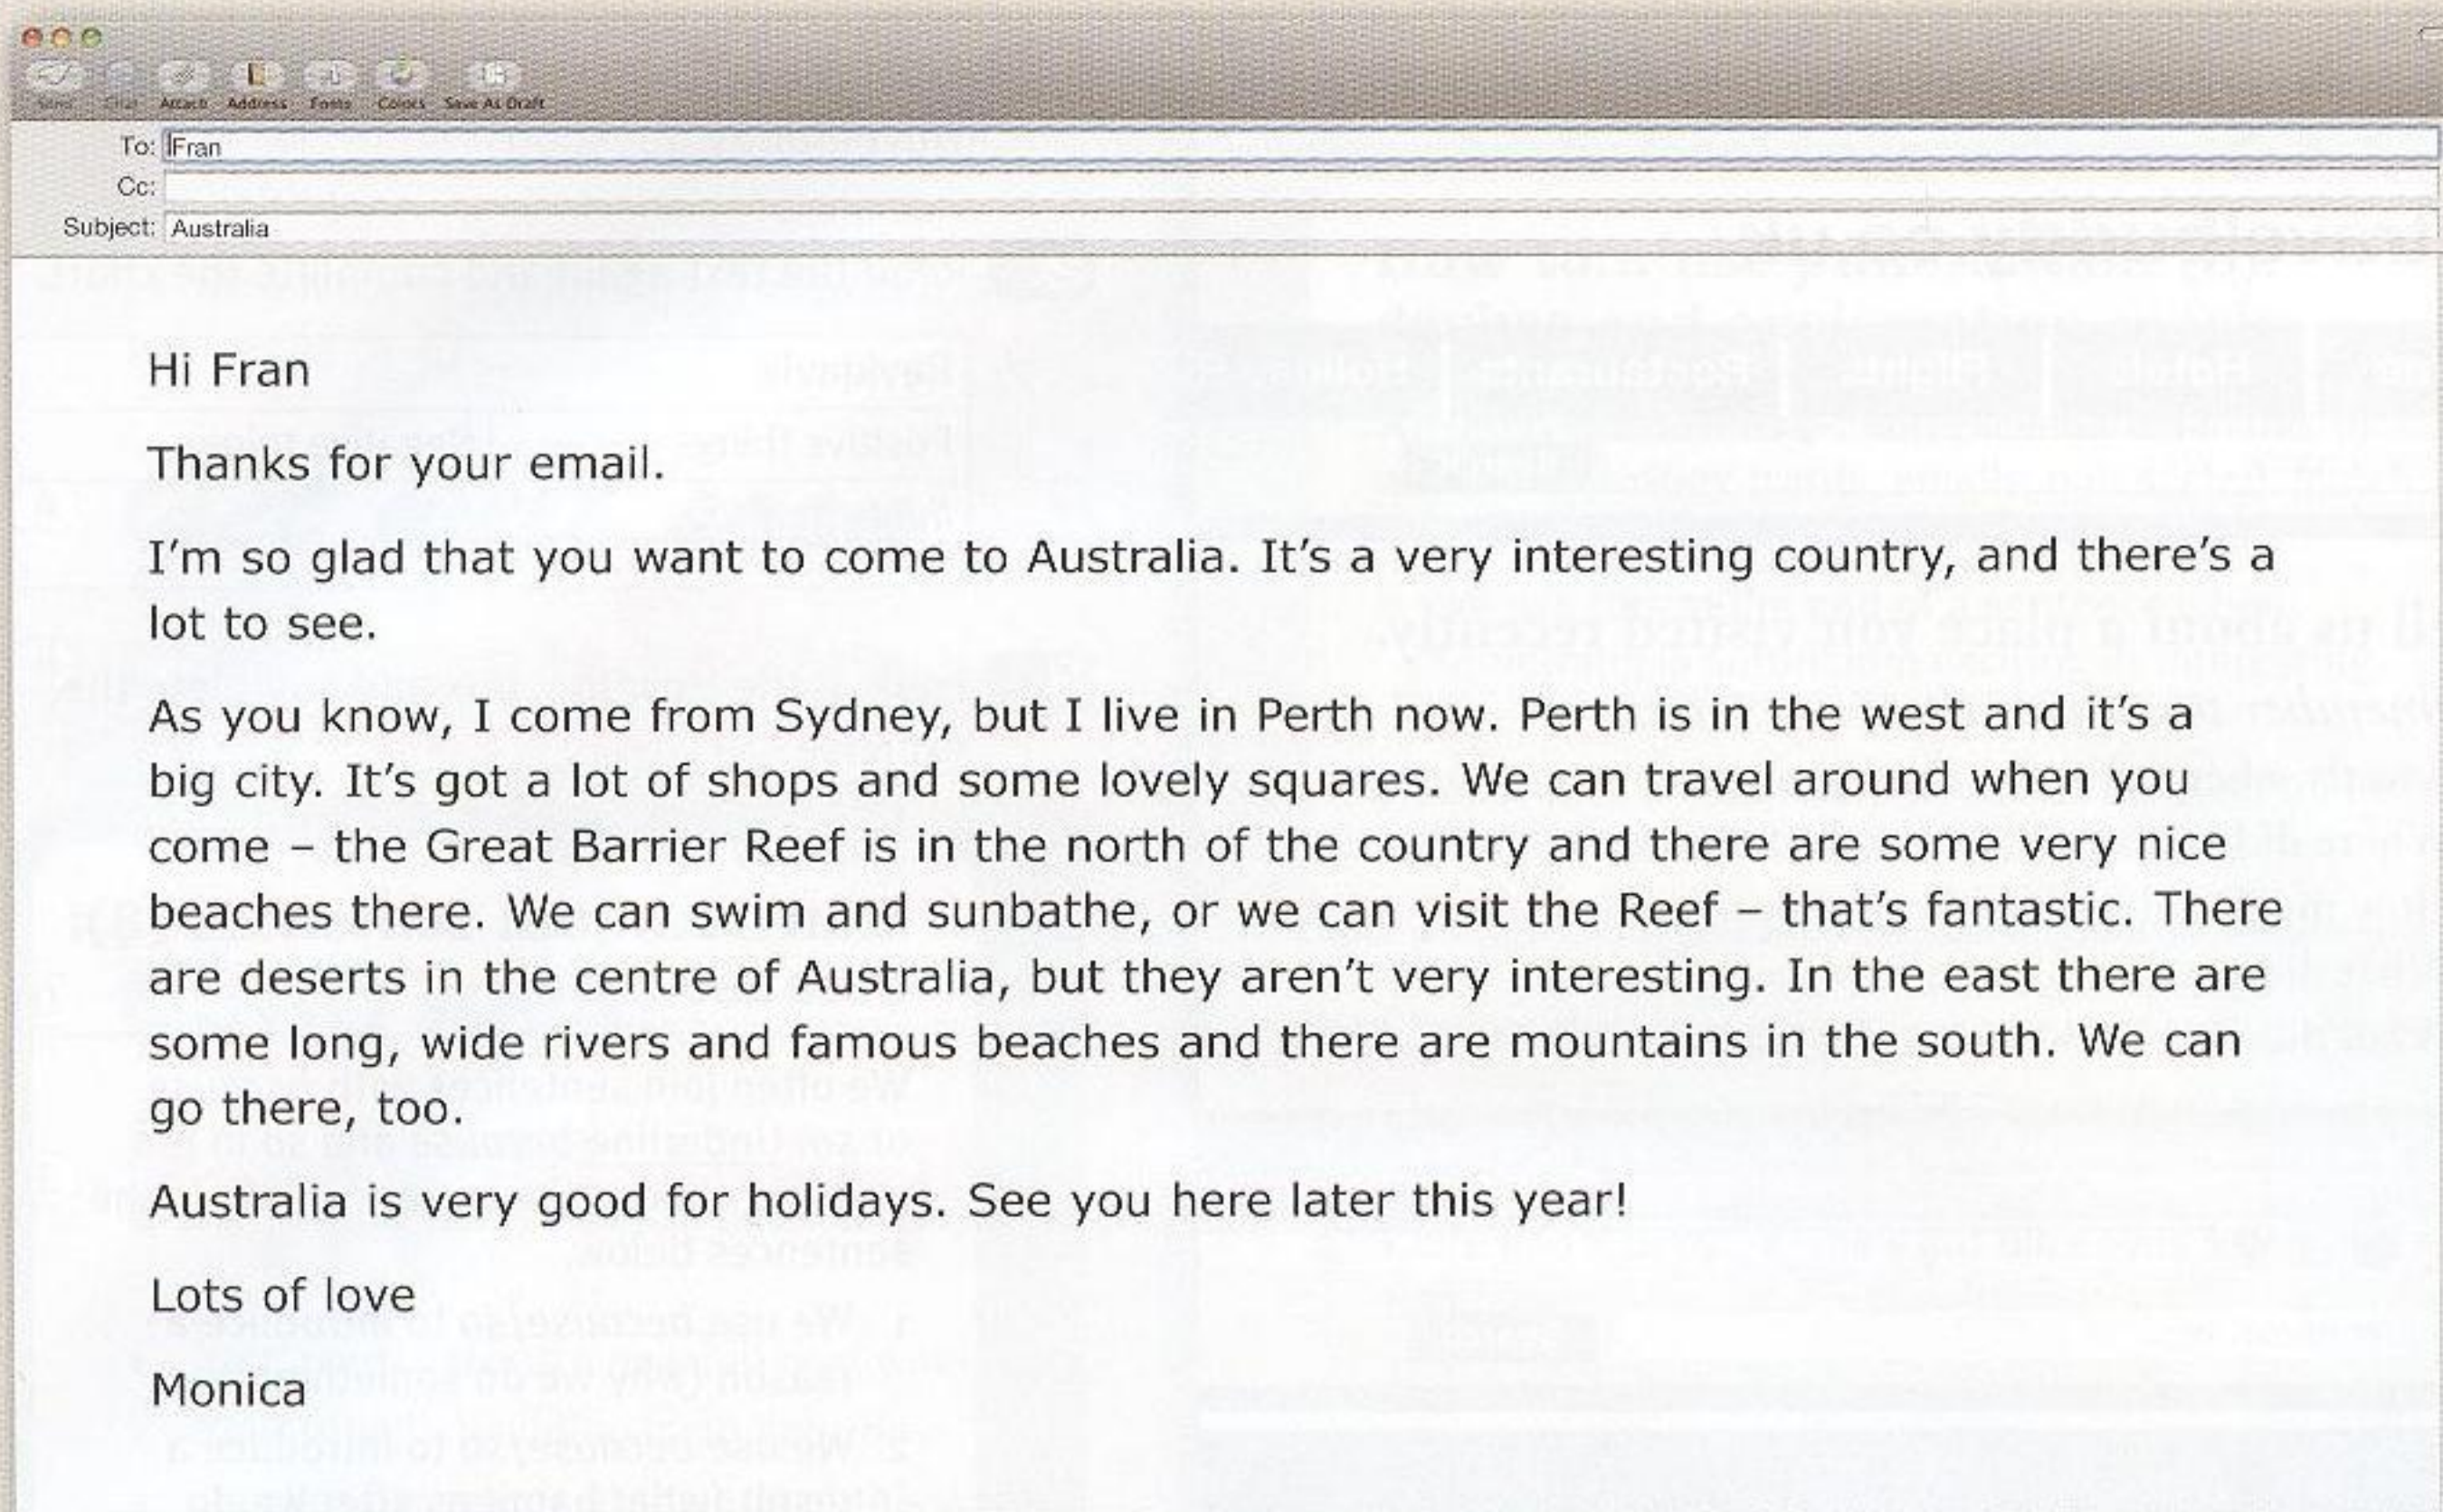 Attach Address Fonts Colors Save As Draft
To: Fran
Cc:
Subject: Australia
Hi Fran
Thanks for your email.
I'm so glad that you want to come to Australia. It's a very interesting country, and there's a
lot to see.
As you know, I come from Sydney, but I live in Perth now. Perth is in the west and it's a
big city. It's got a lot of shops and some lovely squares. We can travel around when you
come – the Great Barrier Reef is in the north of the country and there are some very nice
beaches there. We can swim and sunbathe, or we can visit the Reef – that's fantastic. There
are deserts in the centre of Australia, but they aren't very interesting. In the east there are
some long, wide rivers and famous beaches and there are mountains in the south. We can
go there, too.
Australia is very good for holidays. See you here later this year!
Lots of love
Monica